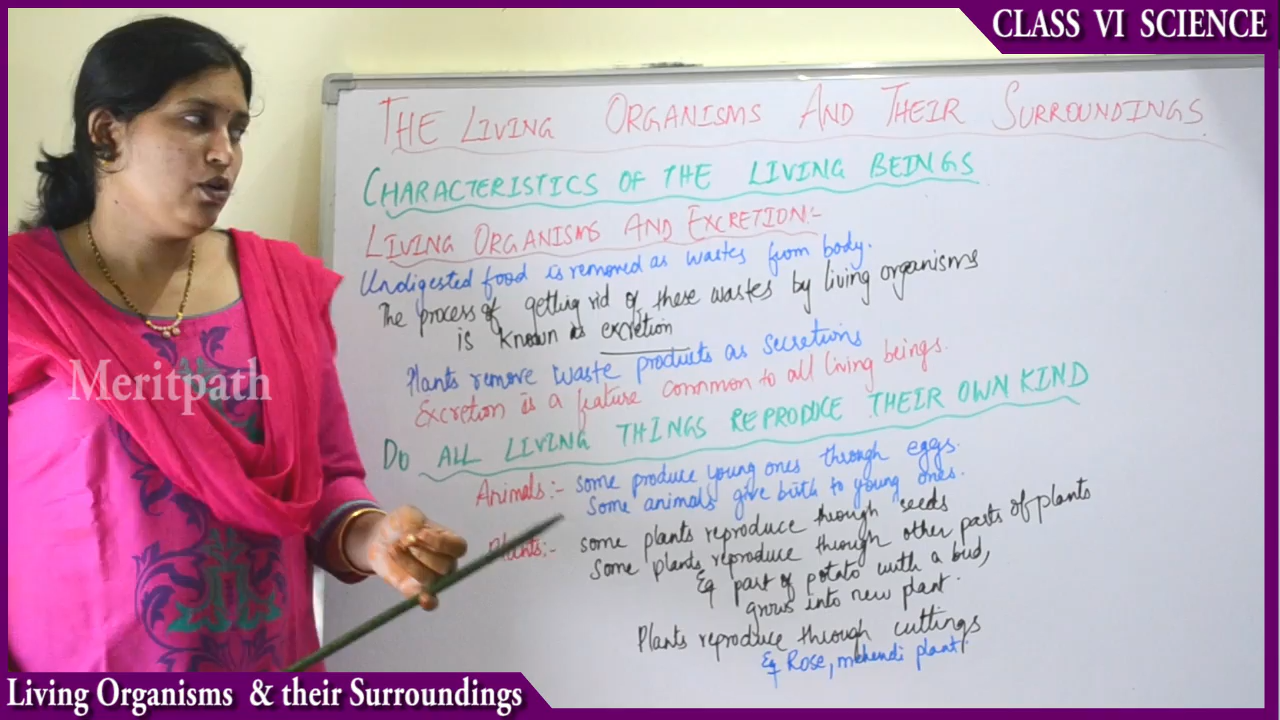 CLASS VI SCIENCE
THE LIVING ORGANISMS AND THEIR SURROUNDINGS
CHARACTERISTICS OF THE LIVING BEINGS
LIVING ORGANISMS AND EXCRETION:-
Undigested food is removed as wastes from body.
The process of getting rid of these wastes by living organisms
is known as excretion
Plants remove waste products as secretions
Excretion is a feature common to all living beings.
DO ALL LIVING THINGS REPRODUCE THEIR OWN KIND
Animals:- some produce young ones through eggs.
Some animals give birth to young ones.
Plants:- some plants reproduce through seeds
Some plants reproduce through other parts of plants
Eg part of potato with a bud,
grows into new plant.
Plants reproduce through cuttings
Eg Rose, mehendi plant.
Meritpath
Living Organisms & their Surroundings